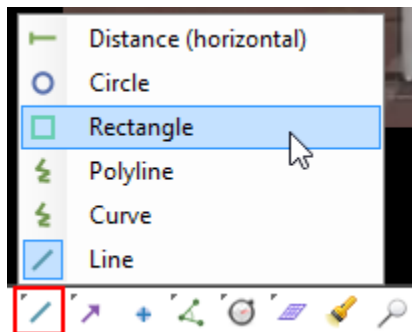 Distance (horizontal)
Circle
Rectangle
Polyline
Curve
Line